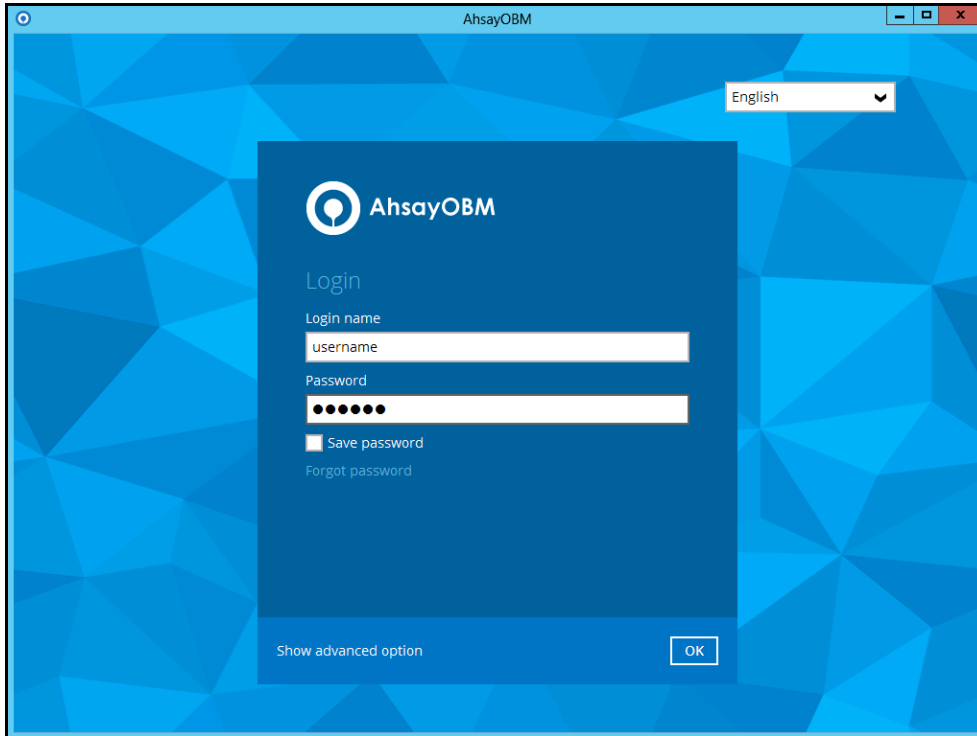 AhsayOBM
English
AhsayOBM
Login
Login name
username
Password
●●●●●●
Save password
Forgot password
Show advanced option
OK